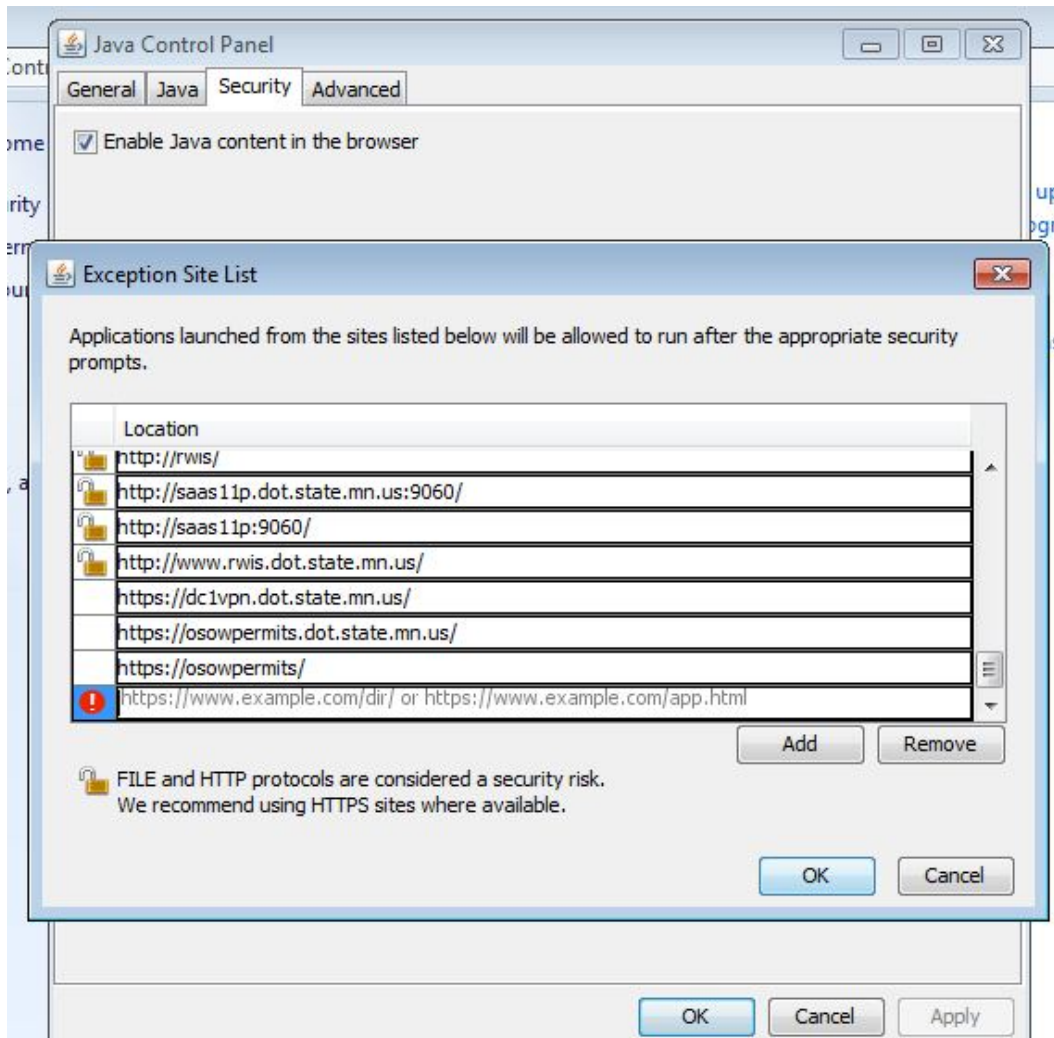 Java Control Panel
General Java Security Advanced
Enable Java content in the browser
Exception Site List
Applications launched from the sites listed below will be allowed to run after the appropriate security
prompts.
Location
http://rwis/
http://saas11p.dot.state.mn.us:9060/
http://saas11p:9060/
http://www.rwis.dot.state.mn.us/
https://dc1vpn.dot.state.mn.us/
https://osowpermits.dot.state.mn.us/
https://osowpermits/
https://www.example.com/dir/ or https://www.example.com/app.html
Add Remove
FILE and HTTP protocols are considered a security risk.
We recommend using HTTPS sites where available.
OK Cancel
OK Cancel Apply